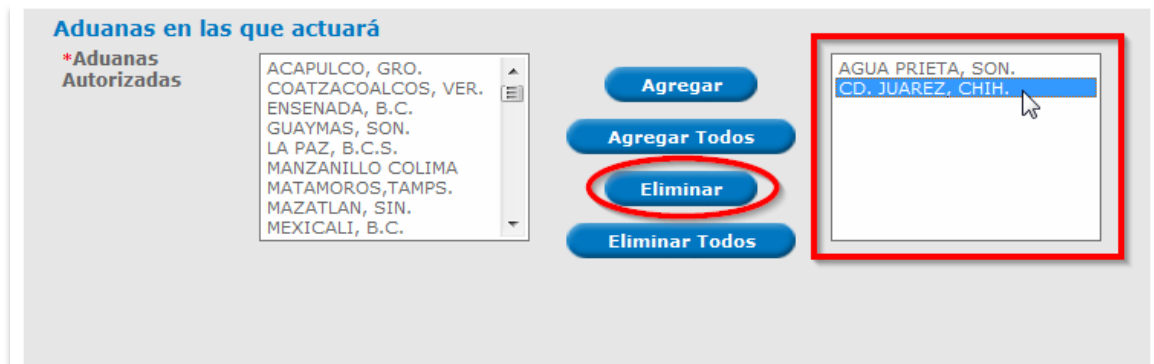 Aduanas en las que actuará
*Aduanas
Autorizadas
ACAPULCO, GRO.
COATZACOALCOS, VER.
ENSENADA, B.C.
GUAYMAS, SON.
LA PAZ, B.C.S.
MANZANILLO COLIMA
MATAMOROS,TAMPS.
MAZATLAN, SIN.
MEXICALI, B.C.
Agregar
Agregar Todos
Eliminar
Eliminar Todos
AGUA PRIETA, SON.
CD. JUAREZ, CHIH.